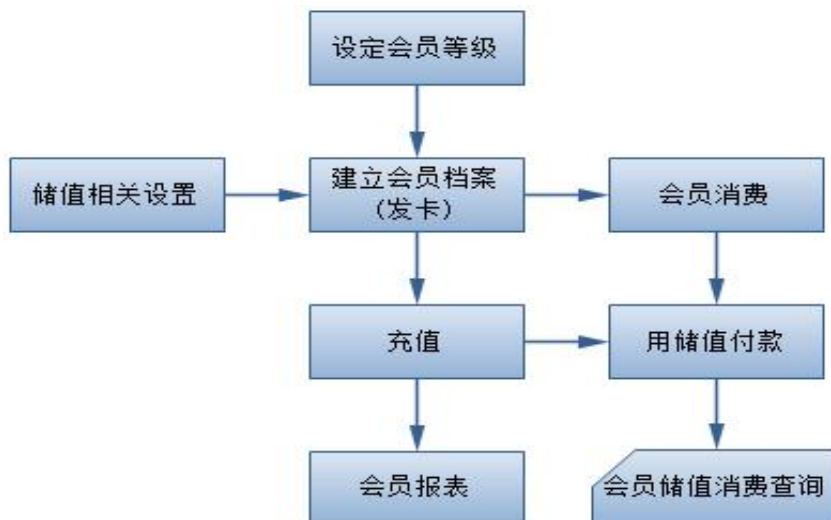 设定会员等级
储值相关设置
建立会员档案
(发卡)
会员消费
充值
用储值付款
会员报表
会员储值消费查询